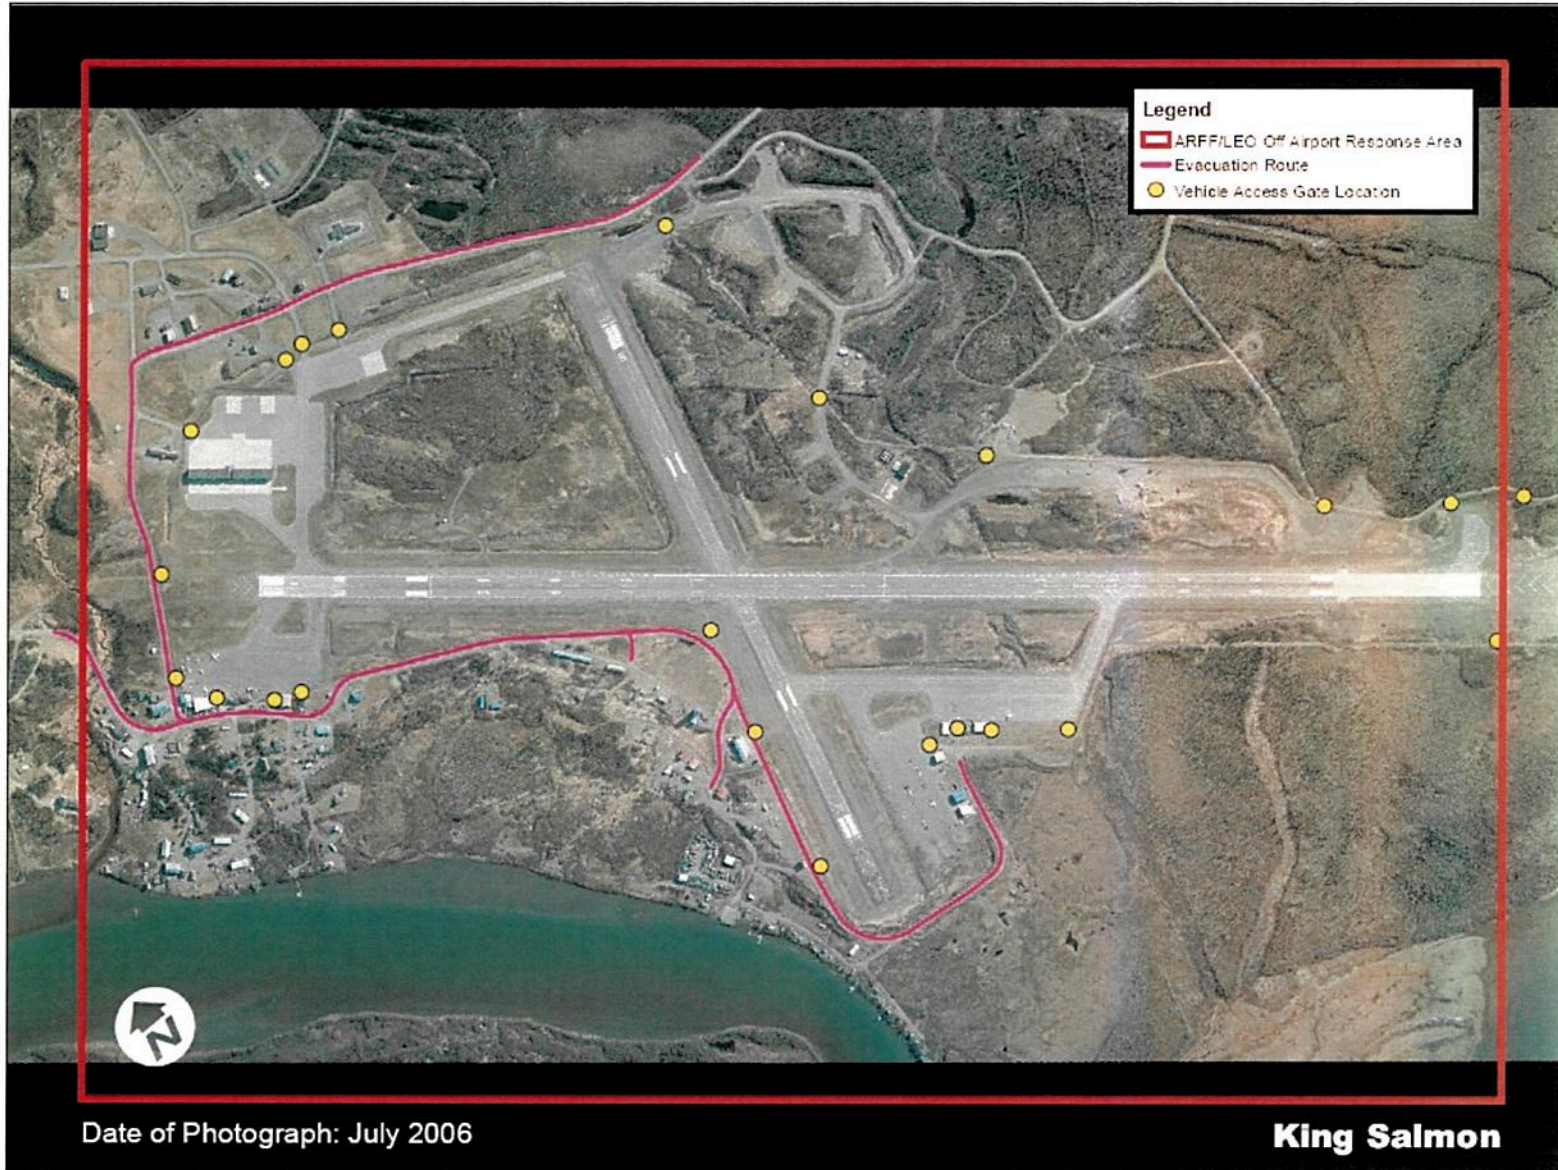 Legend
ARFF/LEO Off Airport Response Area
Evacuation Route
Vehicle Access Gate Location
N
Date of Photograph: July 2006
King Salmon